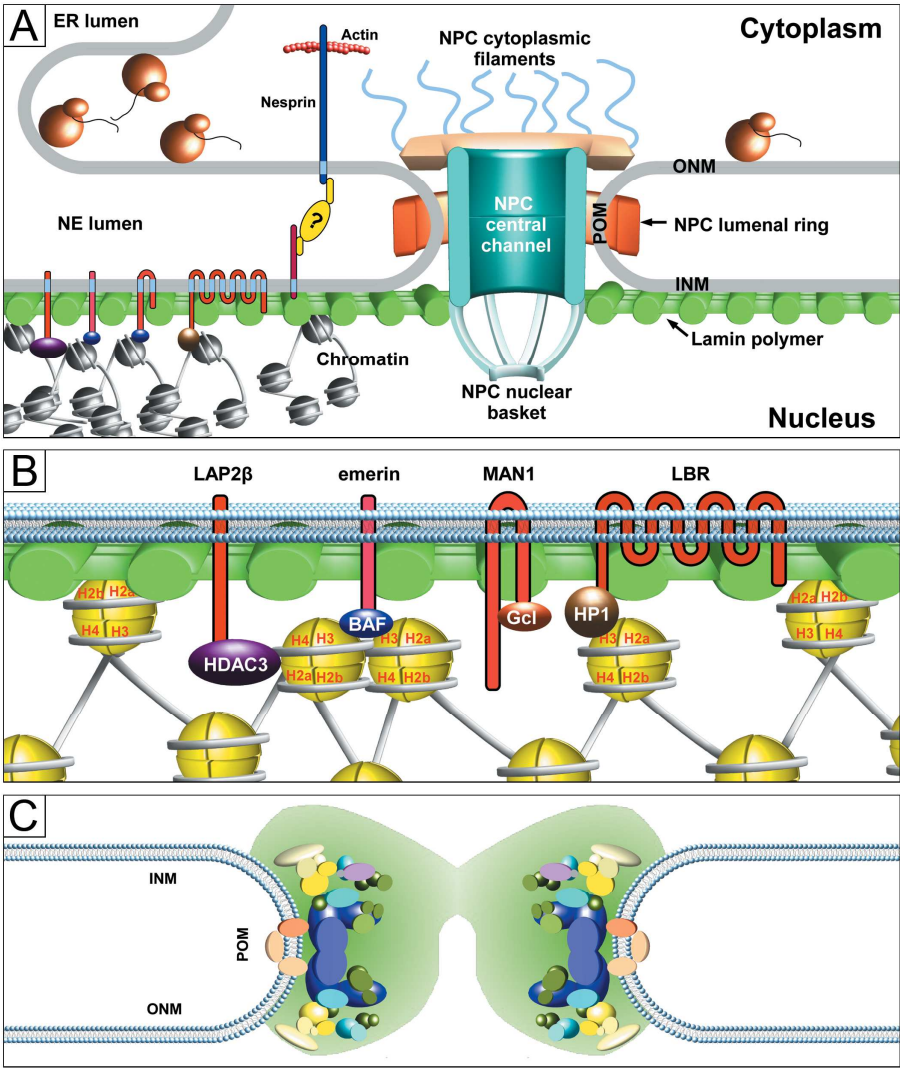 A
ER lumen
Actin
NPC cytoplasmic
filaments
Cytoplasm
Nesprin
ONM
NE lumen
?
NPC
central
channel
POM
NPC lumenal ring
INM
Lamin polymer
Chromatin
NPC nuclear
basket
Nucleus
B
LAP2β emerin MAN1 LBR
H2b H2a
H4 H3
H2a H2b
H3 H4
HDAC3
BAF
Gcl
HP1
H4 H3
H2a H2b
H3 H2a
H4 H2b
H3 H2a
H4 H2b
C
INM
POM
ONM